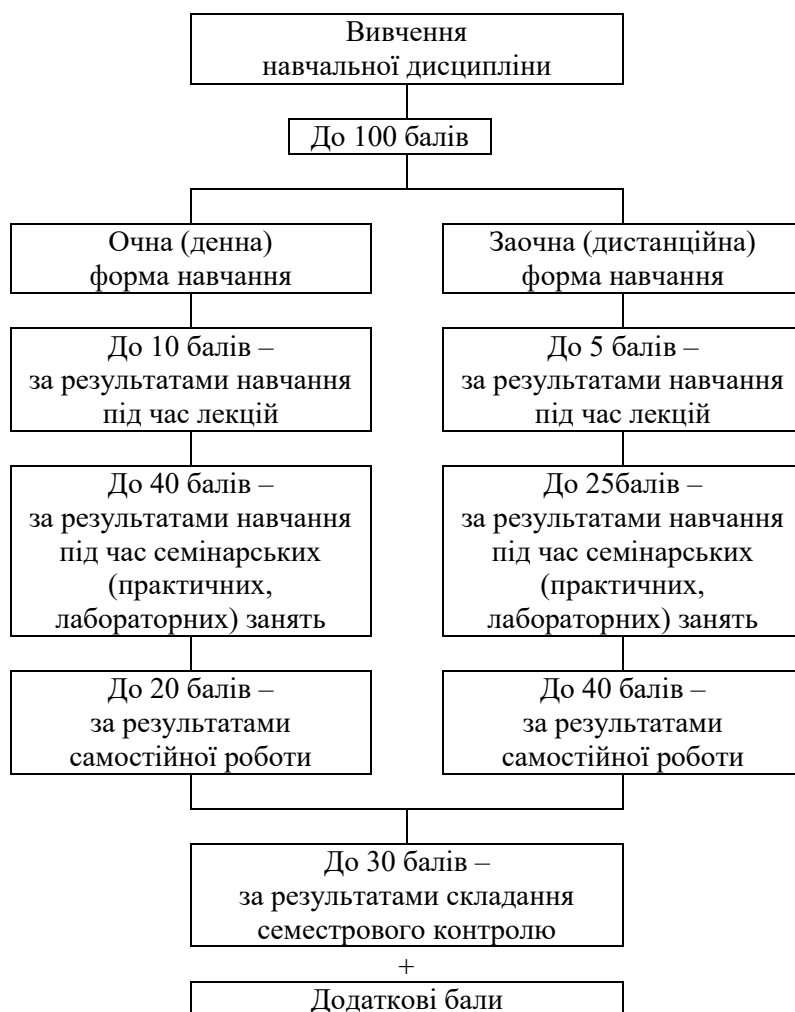 Вивчення
навчальної дисципліни
До 100 балів
Очна (денна)
форма навчання
До 10 балів –
за результатами навчання
під час лекцій
До 40 балів –
за результатами навчання
під час семінарських
(практичних,
лабораторних) занять
До 20 балів –
за результатами
самостійної роботи
Заочна (дистанційна)
форма навчання
До 5 балів –
за результатами навчання
під час лекцій
До 25балів –
за результатами навчання
під час семінарських
(практичних,
лабораторних) занять
До 40 балів –
за результатами
самостійної роботи
До 30 балів –
за результатами складання
семестрового контролю
+
Додаткові бали